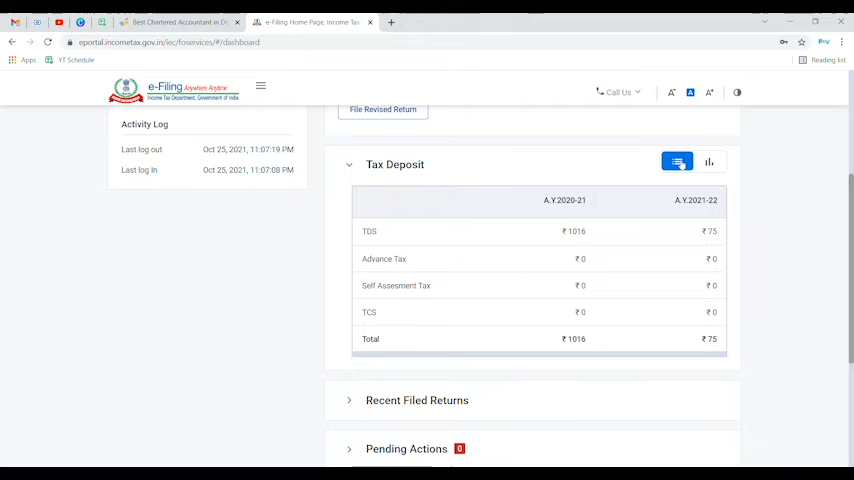 Best Chartered Accountant in De
e-Filing Home Page, Income Tax
eportal.incometax.gov.in/iec/foservices/#/dashboard
Apps
YT Schedule
Reading list
e-Filing Anywhere Anytime
Income Tax Department, Government of India
Call Us
A-
A
A+
File Revised Return
Activity Log
Last log out
Oct 25, 2021, 11:07:19 PM
Last log In
Oct 25, 2021, 11:07:08 PM
Tax Deposit
A.Y.2020-21
A.Y.2021-22
TDS
₹ 1016
₹ 75
Advance Tax
₹ 0
₹ 0
Self Assesment Tax
₹ 0
₹ 0
TCS
₹ 0
₹ 0
Total
₹ 1016
₹ 75
Recent Filed Returns
Pending Actions 0